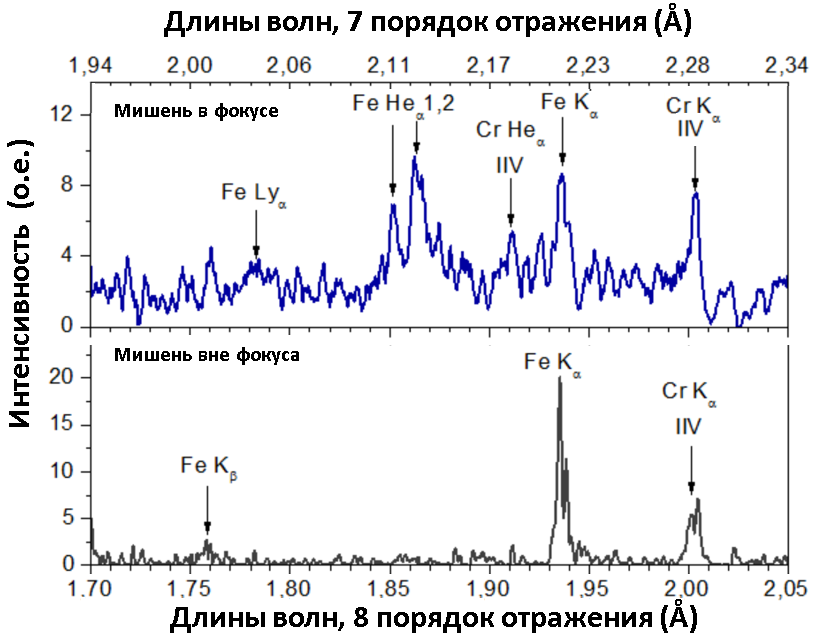 Длины волн, 7 порядок отражения (Å)
1,94 2,00 2,06 2,11 2,17 2,23 2,28 2,34
Мишень в фокусе
Fe Heα1,2
Fe Kα
Cr Kα
IIV
Cr Heα
IIV
Fe Lyα
12
8
4
0
Интенсивность (о.е.)
Мишень вне фокуса
Fe Kα
Cr Kα
IIV
Fe Kβ
20
15
10
5
0
1.70 1,75 1,80 1,85 1,90 1,95 2,00 2,05
Длины волн, 8 порядок отражения (Å)